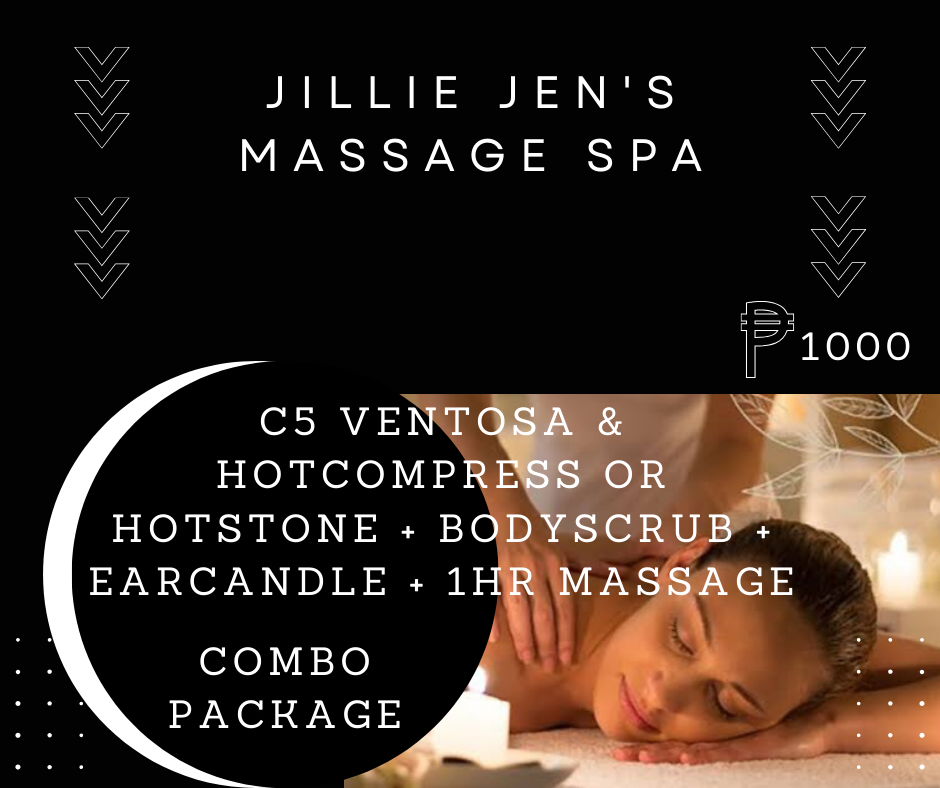 JILLIE JEN'S
MASSAGE SPA
₱1000
C5 VENTOSA &
HOTCOMPRESS OR
HOTSTONE + BODYSCRUB +
EARCANDLE + 1HR MASSAGE
COMBO
PACKAGE